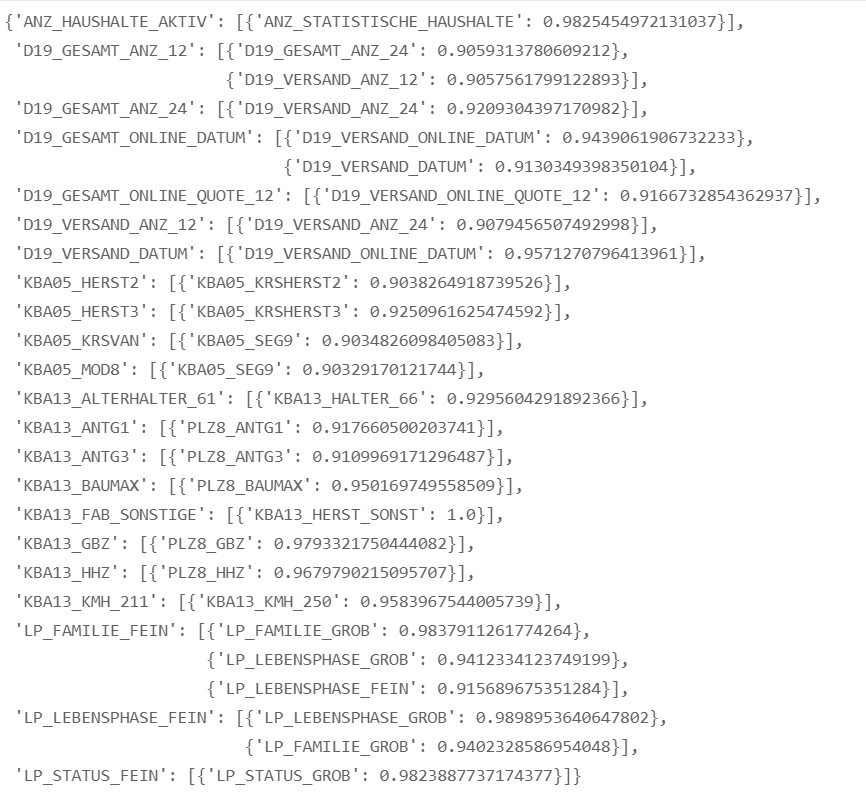 {'ANZ_HAUSHALTE_AKTIV': [{'ANZ_STATISTISCHE_HAUSHALTE': 0.9825454972131037}],
'D19_GESAMT_ANZ_12': [{'D19_GESAMT_ANZ_24': 0.9059313780609212},
{'D19_VERSAND_ANZ_12': 0.9057561799122893}],
'D19_GESAMT_ANZ_24': [{'D19_VERSAND_ANZ_24': 0.9209304397170982}],
'D19_GESAMT_ONLINE_DATUM': [{'D19_VERSAND_ONLINE_DATUM': 0.9439061906732233},
{'D19_VERSAND_DATUM': 0.9130349398350104}],
'D19_GESAMT_ONLINE_QUOTE_12': [{'D19_VERSAND_ONLINE_QUOTE_12': 0.9166732854362937}],
'D19_VERSAND_ANZ_12': [{'D19_VERSAND_ANZ_24': 0.9079456507492998}],
'D19_VERSAND_DATUM': [{'D19_VERSAND_ONLINE_DATUM': 0.9571270796413961}],
'KBA05_HERST2': [{'KBA05_KRSHERST2': 0.9038264918739526}],
'KBA05_HERST3': [{'KBA05_KRSHERST3': 0.9250961625474592}],
'KBA05_KRSVAN': [{'KBA05_SEG9': 0.9034826098405083}],
'KBA05_MOD8': [{'KBA05_SEG9': 0.90329170121744}],
'KBA13_ALTERHALTER_61': [{'KBA13_HALTER_66': 0.9295604291892366}],
'KBA13_ANTG1': [{'PLZ8_ANTG1': 0.917660500203741}],
'KBA13_ANTG3': [{'PLZ8_ANTG3': 0.9109969171296487}],
'KBA13_BAUMAX': [{'PLZ8_BAUMAX': 0.950169749558509}],
'KBA13_FAB_SONSTIGE': [{'KBA13_HERST_SONST': 1.0}],
'KBA13_GBZ': [{'PLZ8_GBZ': 0.9793321750444082}],
'KBA13_HHZ': [{'PLZ8_HHZ': 0.9679790215095707}],
'KBA13_KMH_211': [{'KBA13_KMH_250': 0.9583967544005739}],
'LP_FAMILIE_FEIN': [{'LP_FAMILIE_GROB': 0.9837911261774264},
{'LP_LEBENSPHASE_GROB': 0.9412334123749199},
{'LP_LEBENSPHASE_FEIN': 0.915689675351284}],
'LP_LEBENSPHASE_FEIN': [{'LP_LEBENSPHASE_GROB': 0.9898953640647802},
{'LP_FAMILIE_GROB': 0.9402328586954048}],
'LP_STATUS_FEIN': [{'LP_STATUS_GROB': 0.9823887737174377}]}